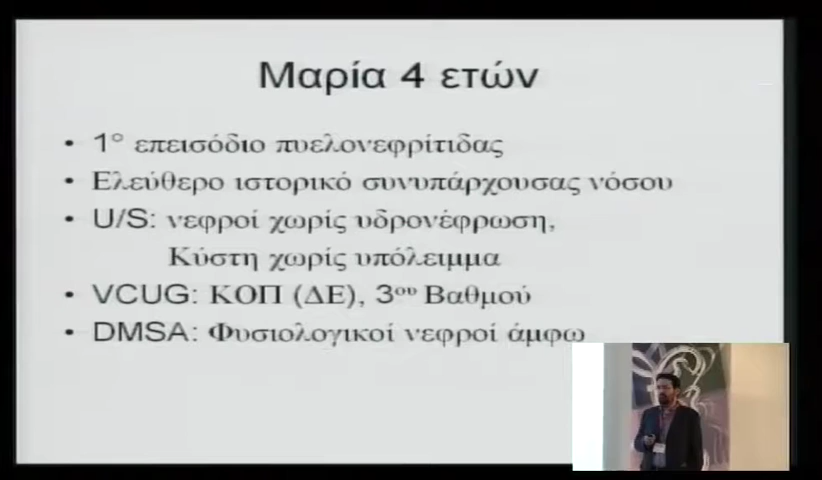 Μαρία 4 ετών
• 1° επεισόδιο πυελονεφρίτιδας
• Ελεύθερο ιστορικό συνυπάρχουσας νόσου
• U/S: νεφροί χωρίς υδρονέφρωση,
Κύστη χωρίς υπόλειμμα
• VCUG: ΚΟΠ (ΔΕ), 3ου Βαθμού
• DMSA: Φυσιολογικοί νεφροί άμφω